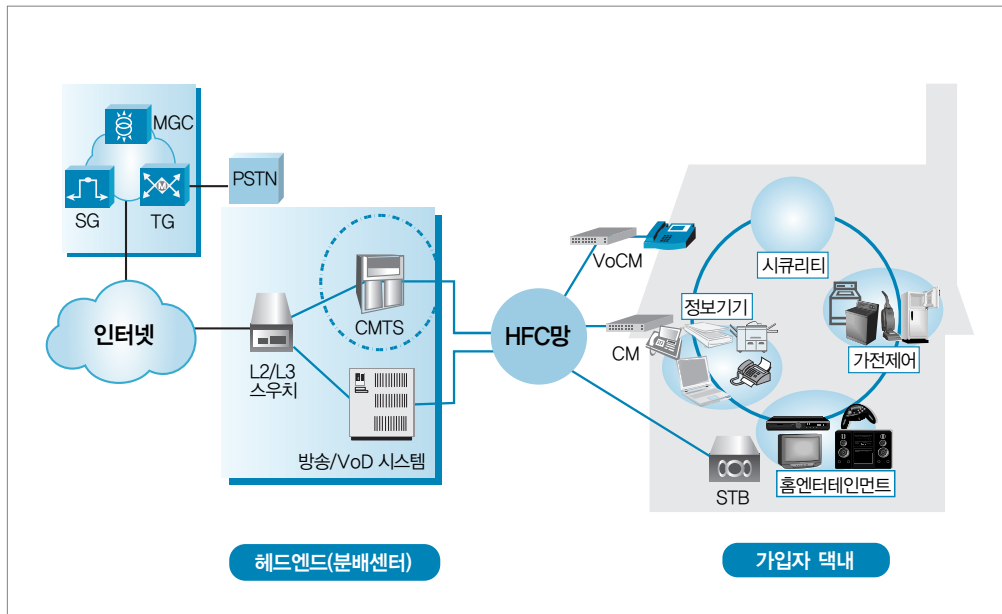 MGC
SG
TG
M
PSTN
인터넷
L2/L3
스우치
CMTS
방송/VoD 시스템
HFC망
VoCM
CM
STB
시큐리티
정보기기
가전제어
홈엔터테인먼트
헤드엔드(분배센터)
가입자 댁내